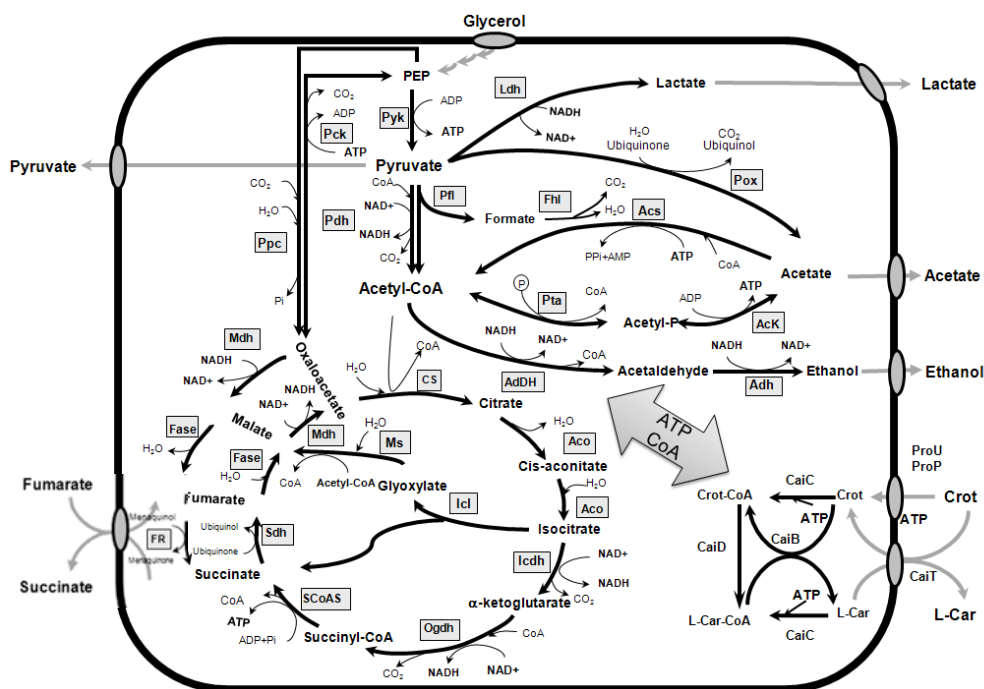 Glycerol
PEP
CO2
ADP
Pck
ATP
Pyk
ADP
ATP
Ldh
NADH
NAD+
Lactate
Lactate
H2O
Ubiquinone
CO2
Ubiquinol
Pox
Pyruvate
Pyruvate
CO2
H2O
Ppc
Pi
CoA
NAD+
Pdh
NADH
CO2
Pfl
Formate
Fhl
CO2
H2O
Acs
PPi+AMP
ATP
CoA
Acetate
Acetate
Acetyl-CoA
P
Pta
CoA
Acetyl-P
ADP
ATP
AcK
Mdh
NADH
NAD+
Oxaloacetate
NADH
NAD+
Mdh
Malate
H2O
CoA
CS
Citrate
NADH
NAD+
CoA
AdDH
Acetaldehyde
NADH
NAD+
Adh
Ethanol
Ethanol
ATP
CoA
Fase
H2O
Fase
H2O
Fumarate
CoA
Acetyl-CoA
H2O
Ms
Glyoxylate
Icl
H2O
Aco
Cis-aconitate
H2O
Aco
Isocitrate
Icdh
NAD+
NADH
CO2
α-ketoglutarate
Fumarate
Menaquinol
FR
Menaquinone
Succinate
Ubiquinol
Ubiquinone
Sdh
Succinate
CoA
ATP
ADP+Pi
SCoAS
Succinyl-CoA
Ogdh
CoA
CO2
NADH
NAD+
ProU
ProP
Crot-CoA
CaiC
ATP
Crot
ATP
Crot
CaiD
CaiB
CaiT
L-Car-CoA
ATP
CaiC
L-Car
L-Car